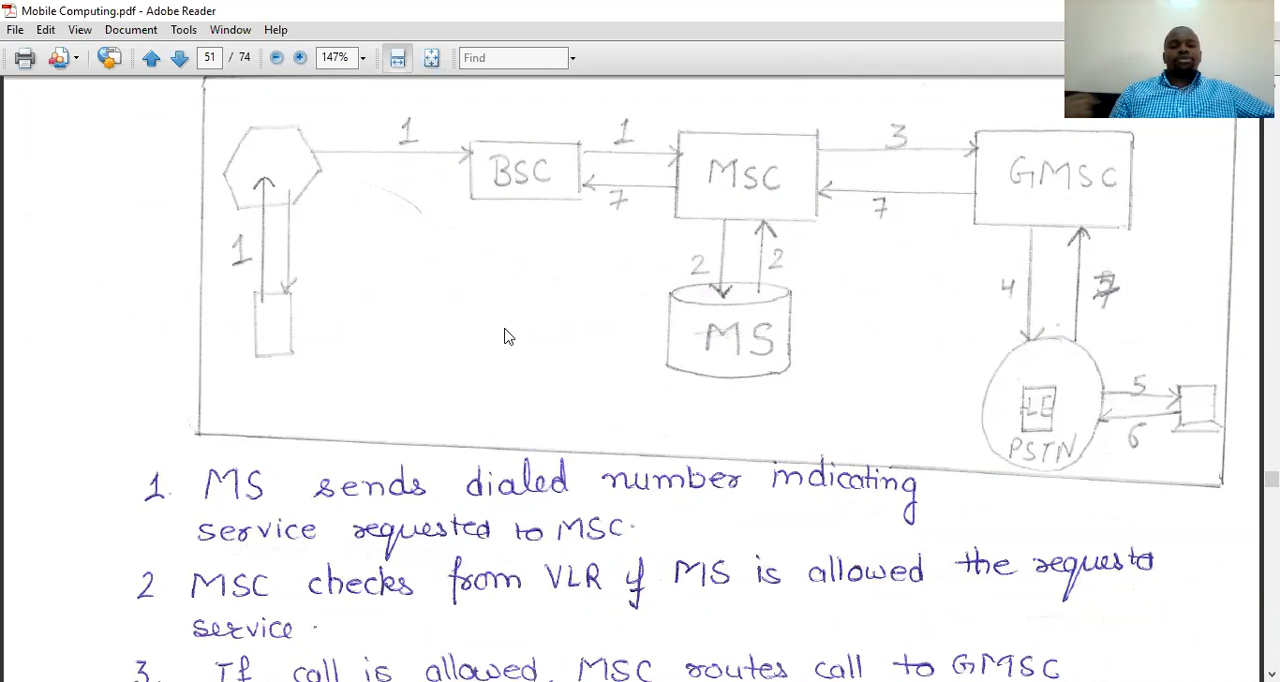 Mobile Computing.pdf - Adobe Reader
File Edit View Document Tools Window Help
51 / 74 147% Find
1 1 3
BSC MSC GMSC
7 7
1 2 2 4 7
MS
5
LE
6
PSTN
1. MS sends dialed number indicating
service requested to MSC.
2 MSC checks from VLR if MS is allowed the requested
service.
3. If call is allowed, MSC routes call to GMSC